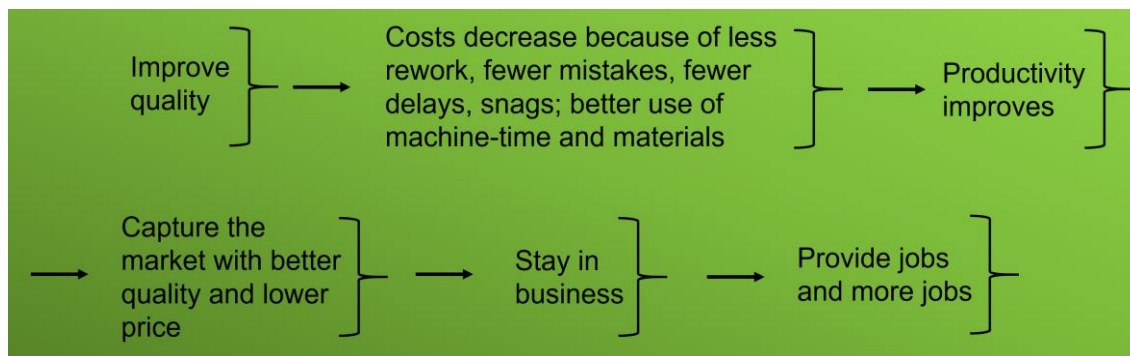 Improve
quality
Costs decrease because of less
rework, fewer mistakes, fewer
delays, snags; better use of
machine-time and materials
Productivity
improves
Capture the
market with better
quality and lower
price
Stay in
business
Provide jobs
and more jobs